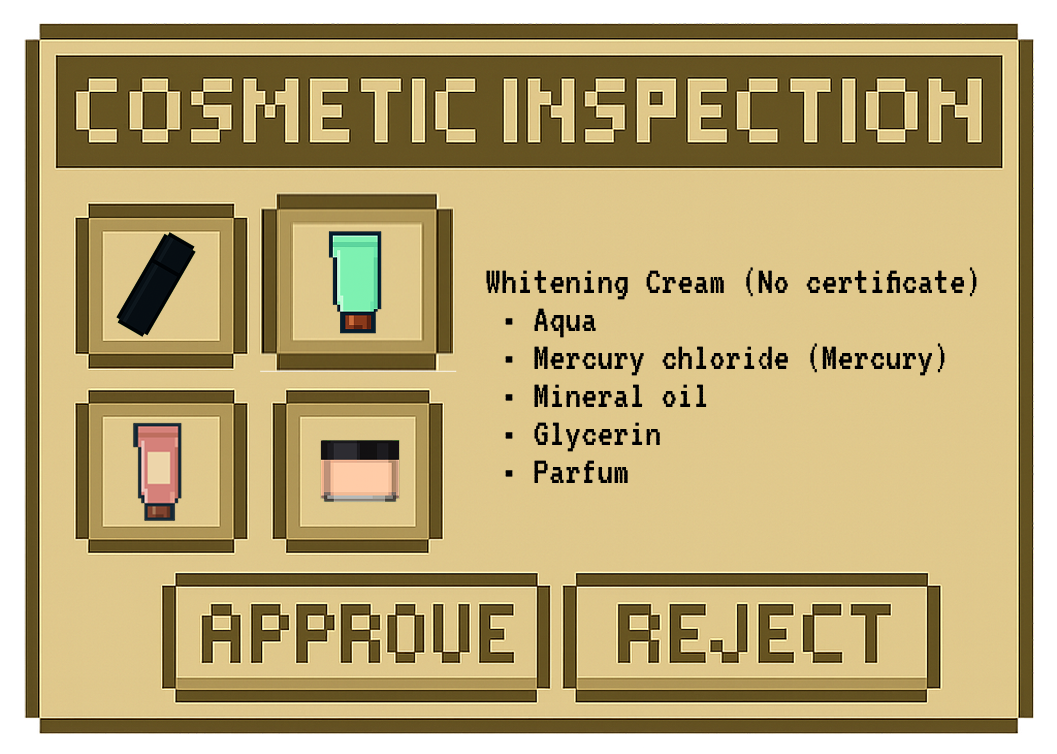 COSMETIC INSPECTION
Whitening Cream (No certificate)
▪ Aqua
▪ Mercury chloride (Mercury)
▪ Mineral oil
▪ Glycerin
▪ Parfum
APPROVE
REJECT